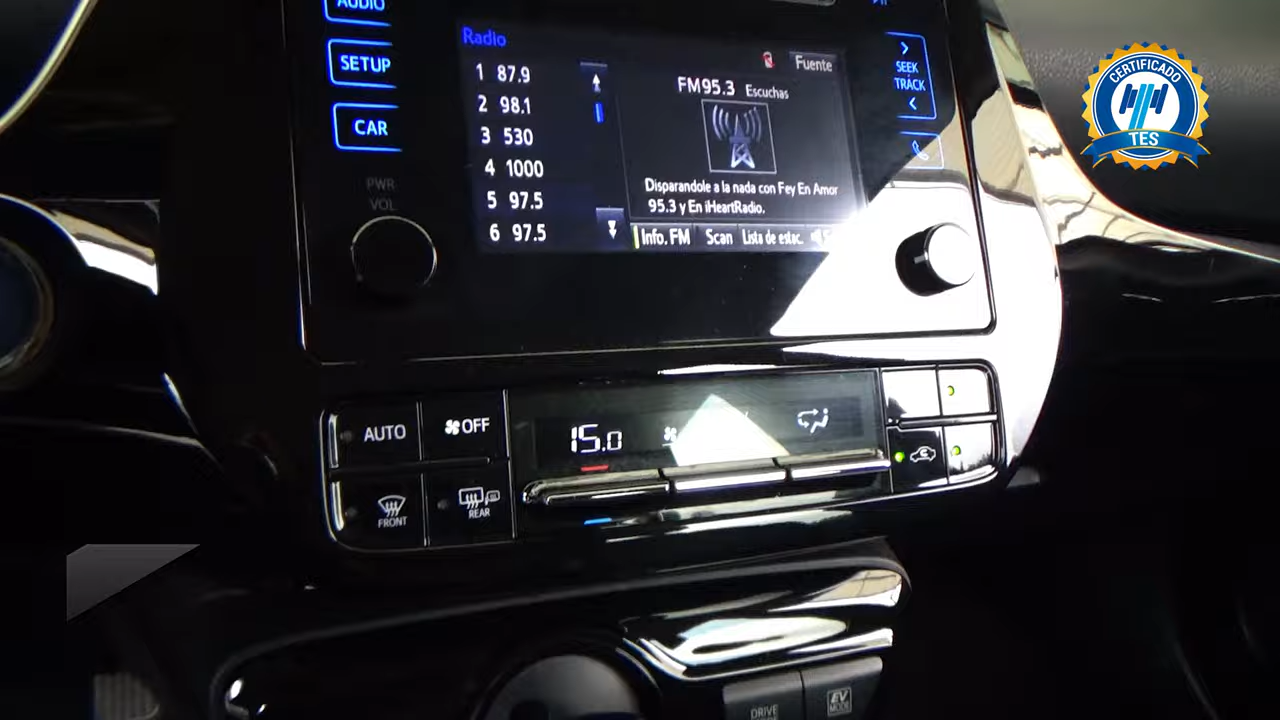 AUDIO
SETUP
CAR
PWR
VOL
Radio
1 87.9
2 98.1
3 530
4 1000
5 97.5
6 97.5
Fuente
FM95.3 Escuchas
Disparandole a la nada con Fey En Amor
95.3 y En iHeartRadio.
Info. FM Scan Lista de estac.
SEEK
TRACK
CERTIFICADO
TES
AUTO
OFF
15.0
FRONT
REAR
DRIVE
EV
MODE